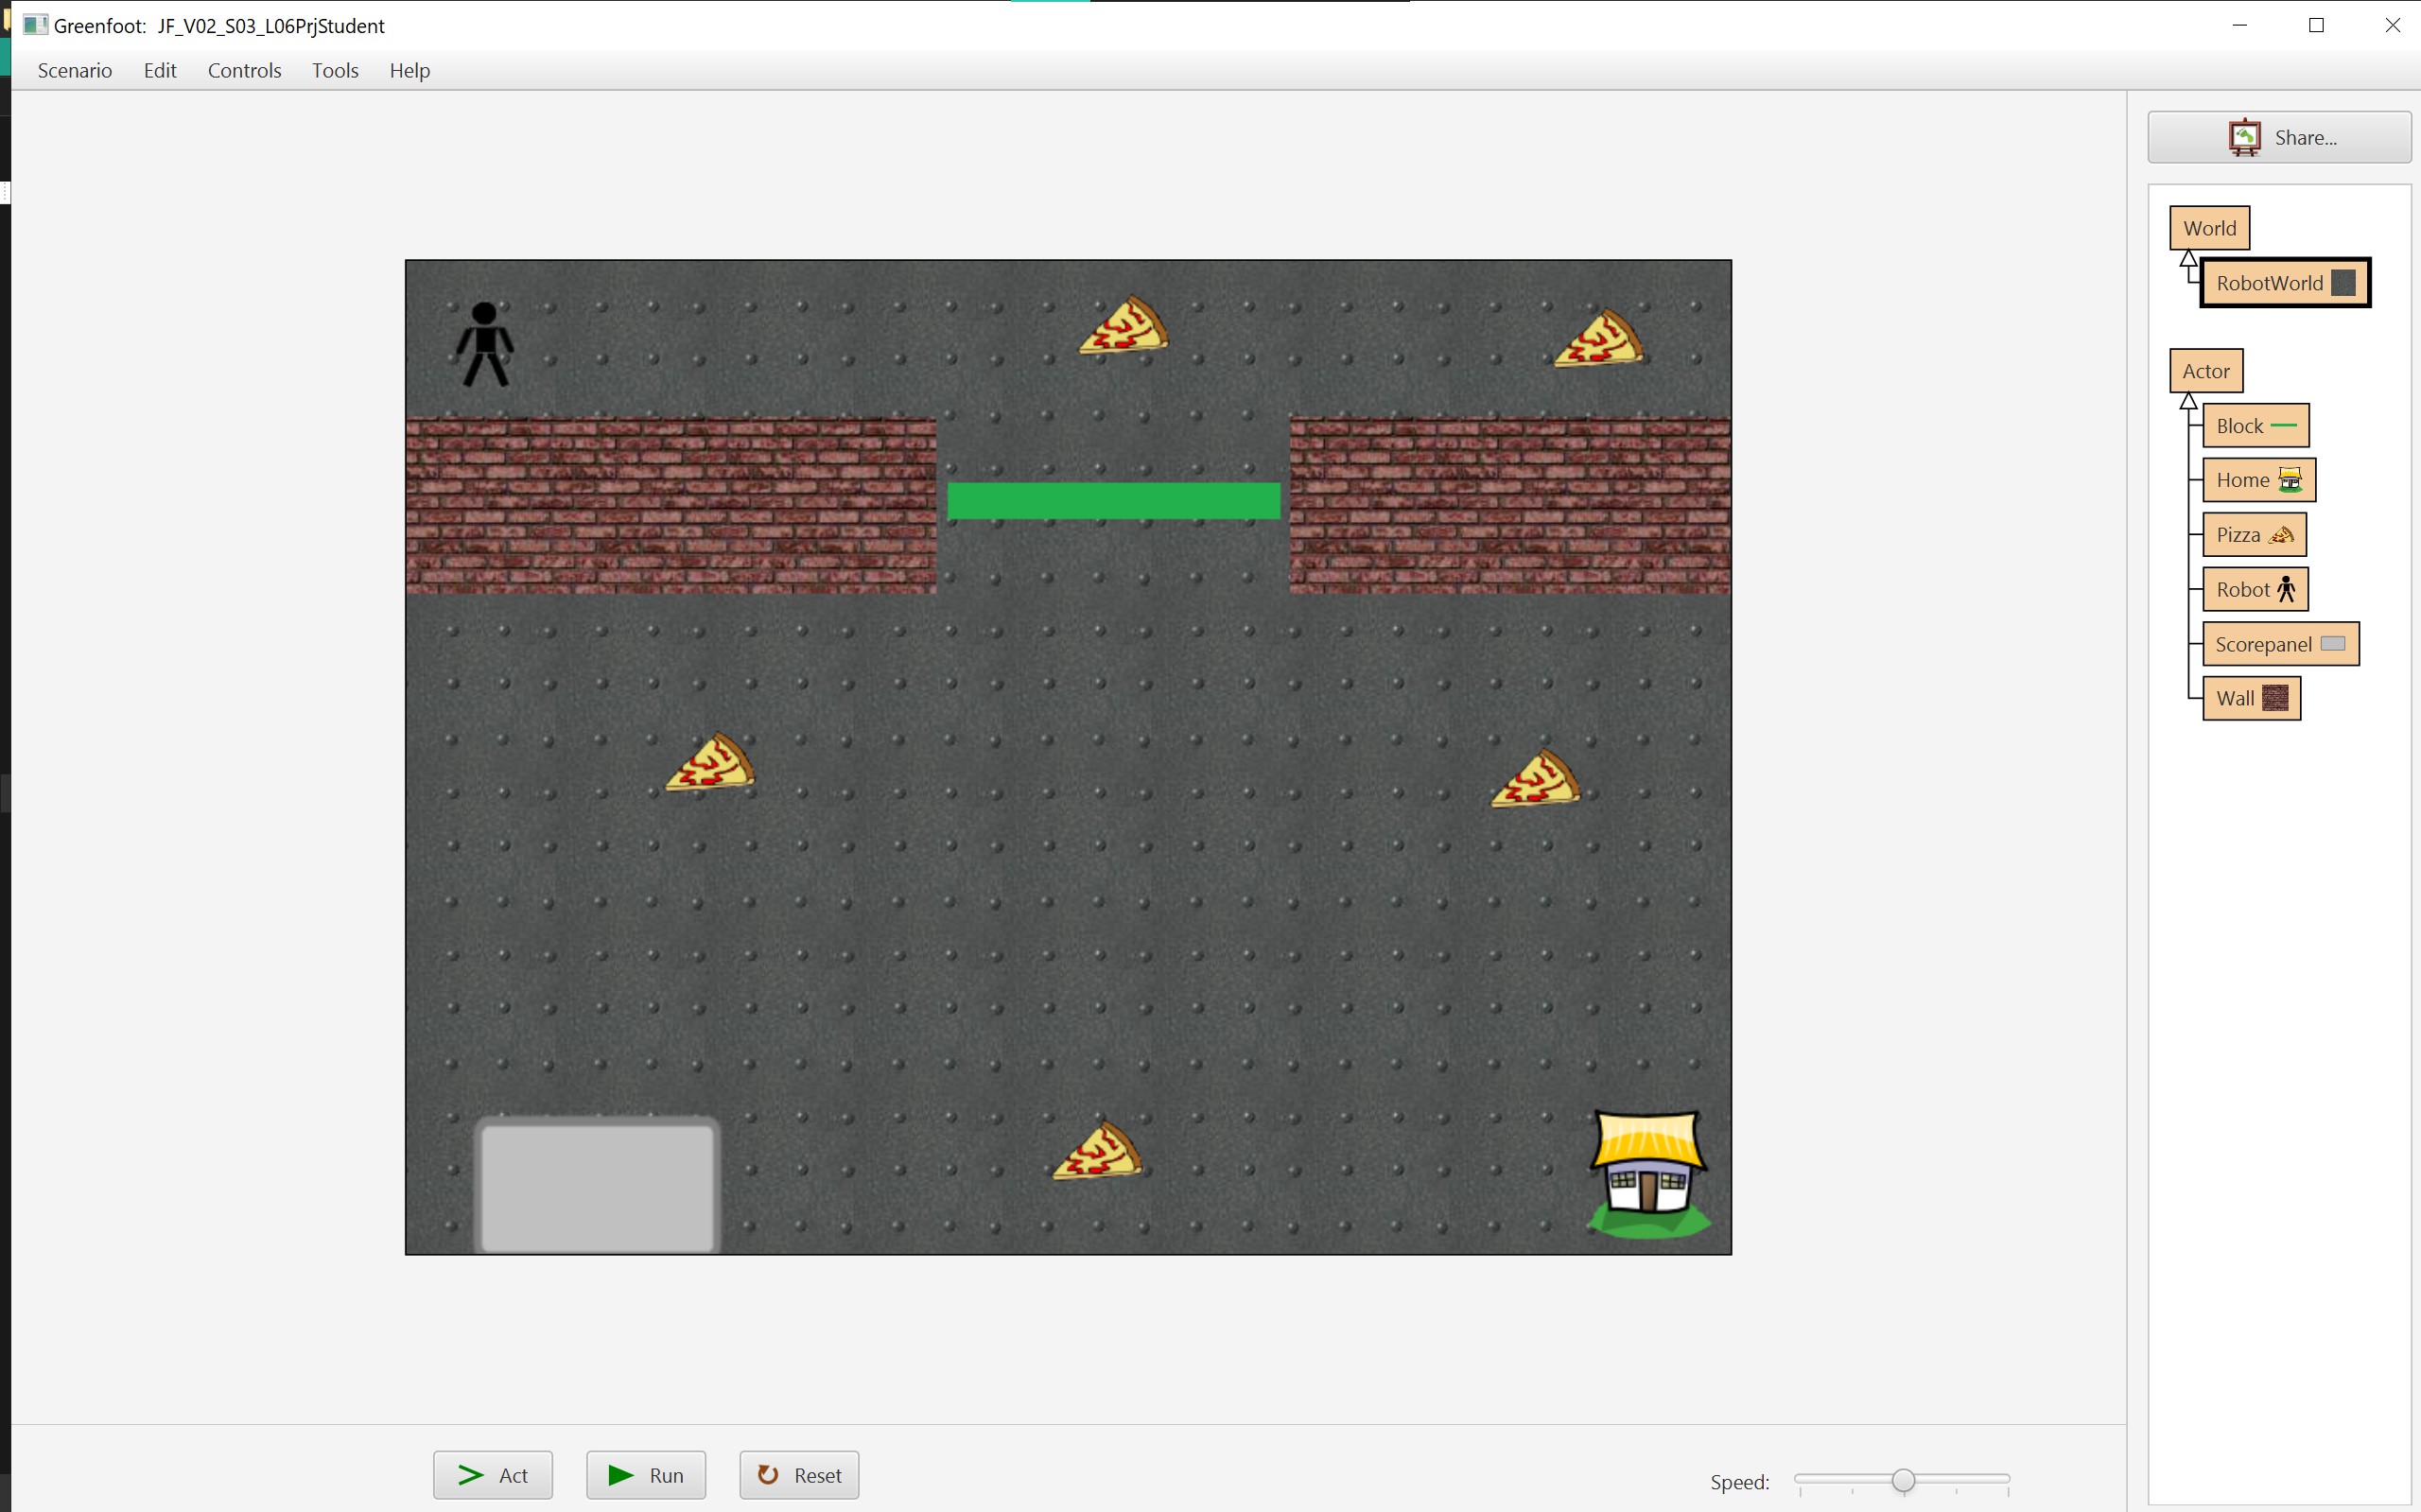 Greenfoot: JF_V02_S03_L06PrjStudent
Scenario Edit Controls Tools Help
Share...
World
RobotWorld
Actor
Block
Home
Pizza
Robot
Scorepanel
Wall
Act Run Reset Speed: